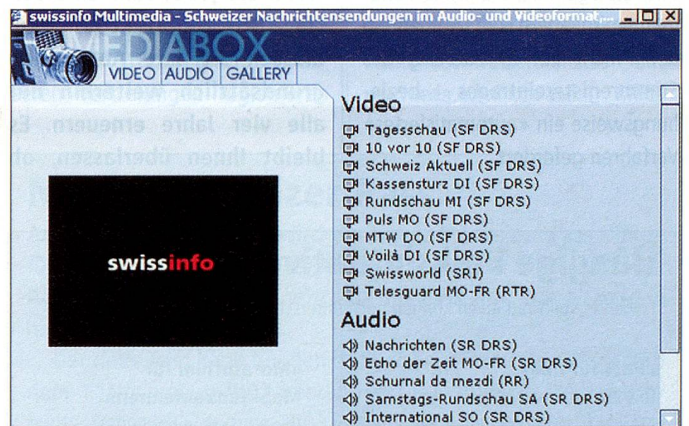 swissinfo Multimedia - Schweizer Nachrichtensendungen im Audio- und Videoformat,...
MEDIABOX
VIDEO AUDIO GALLERY
swissinfo
Video
Tagesschau (SF DRS)
10 vor 10 (SF DRS)
Schweiz Aktuell (SF DRS)
Kassensturz DI (SF DRS)
Rundschau MI (SF DRS)
Puls MO (SF DRS)
MTW DO (SF DRS)
Voilà DI (SF DRS)
Swissworld (SRI)
Telesguard MO-FR (RTR)
Audio
Nachrichten (SR DRS)
Echo der Zeit MO-FR (SR DRS)
Schurnal da mezdi (RR)
Samstags-Rundschau SA (SR DRS)
International SO (SR DRS)